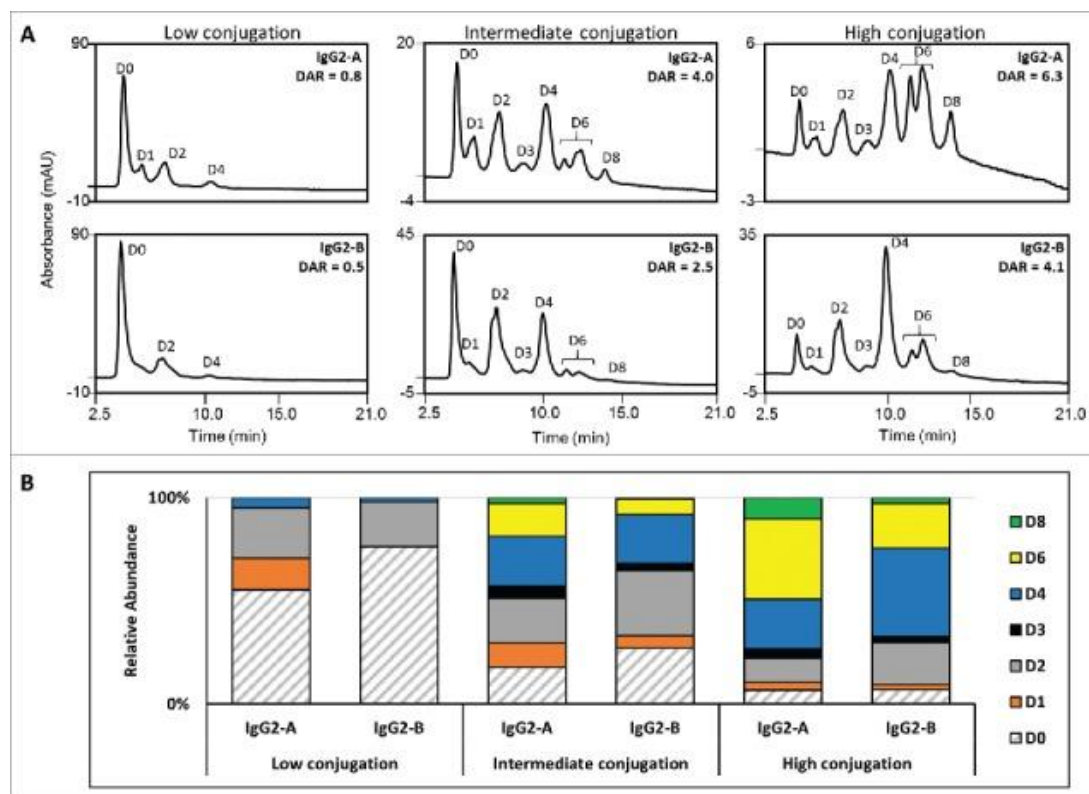 A
Low conjugation
Intermediate conjugation
High conjugation
Absorbance (mAU)
90
IgG2-A
DAR = 0.8
D0
D1
D2
D4
-10
20
IgG2-A
DAR = 4.0
D0
D1
D2
D3
D4
D6
D8
-4
6
IgG2-A
DAR = 6.3
D0
D1
D2
D3
D4
D6
D8
-3
90
IgG2-B
DAR = 0.5
D0
D2
D4
-10
2.5 10.0 15.0 21.0
Time (min)
45
IgG2-B
DAR = 2.5
D0
D1
D2
D3
D4
D6
D8
-5
2.5 10.0 15.0 21.0
Time (min)
35
IgG2-B
DAR = 4.1
D0
D1
D2
D3
D4
D6
D8
-5
2.5 10.0 15.0 21.0
Time (min)
B
Relative Abundance
100%
0%
IgG2-A IgG2-B IgG2-A IgG2-B IgG2-A IgG2-B
Low conjugation Intermediate conjugation High conjugation
D8
D6
D4
D3
D2
D1
D0